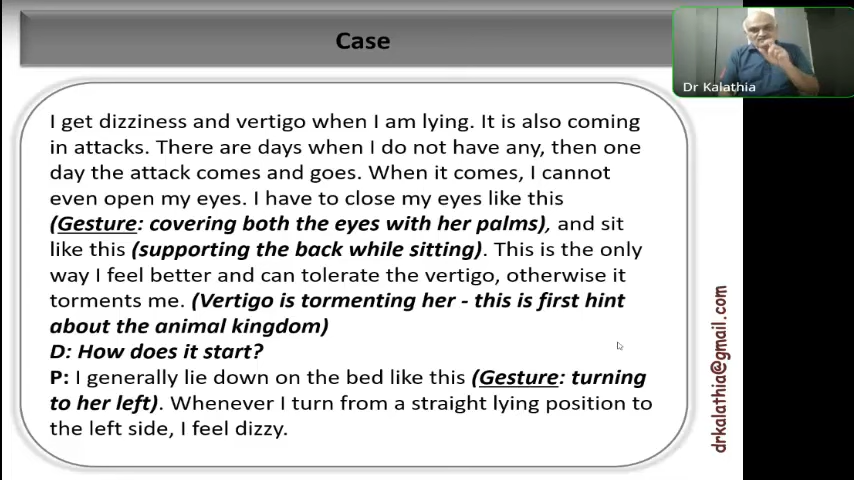 Case
Dr Kalathia
I get dizziness and vertigo when I am lying. It is also coming
in attacks. There are days when I do not have any, then one
day the attack comes and goes. When it comes, I cannot
even open my eyes. I have to close my eyes like this
(Gesture: covering both the eyes with her palms), and sit
like this (supporting the back while sitting). This is the only
way I feel better and can tolerate the vertigo, otherwise it
torments me. (Vertigo is tormenting her - this is first hint
about the animal kingdom)
D: How does it start?
P: I generally lie down on the bed like this (Gesture: turning
to her left). Whenever I turn from a straight lying position to
the left side, I feel dizzy.
drkalathia@gmail.com